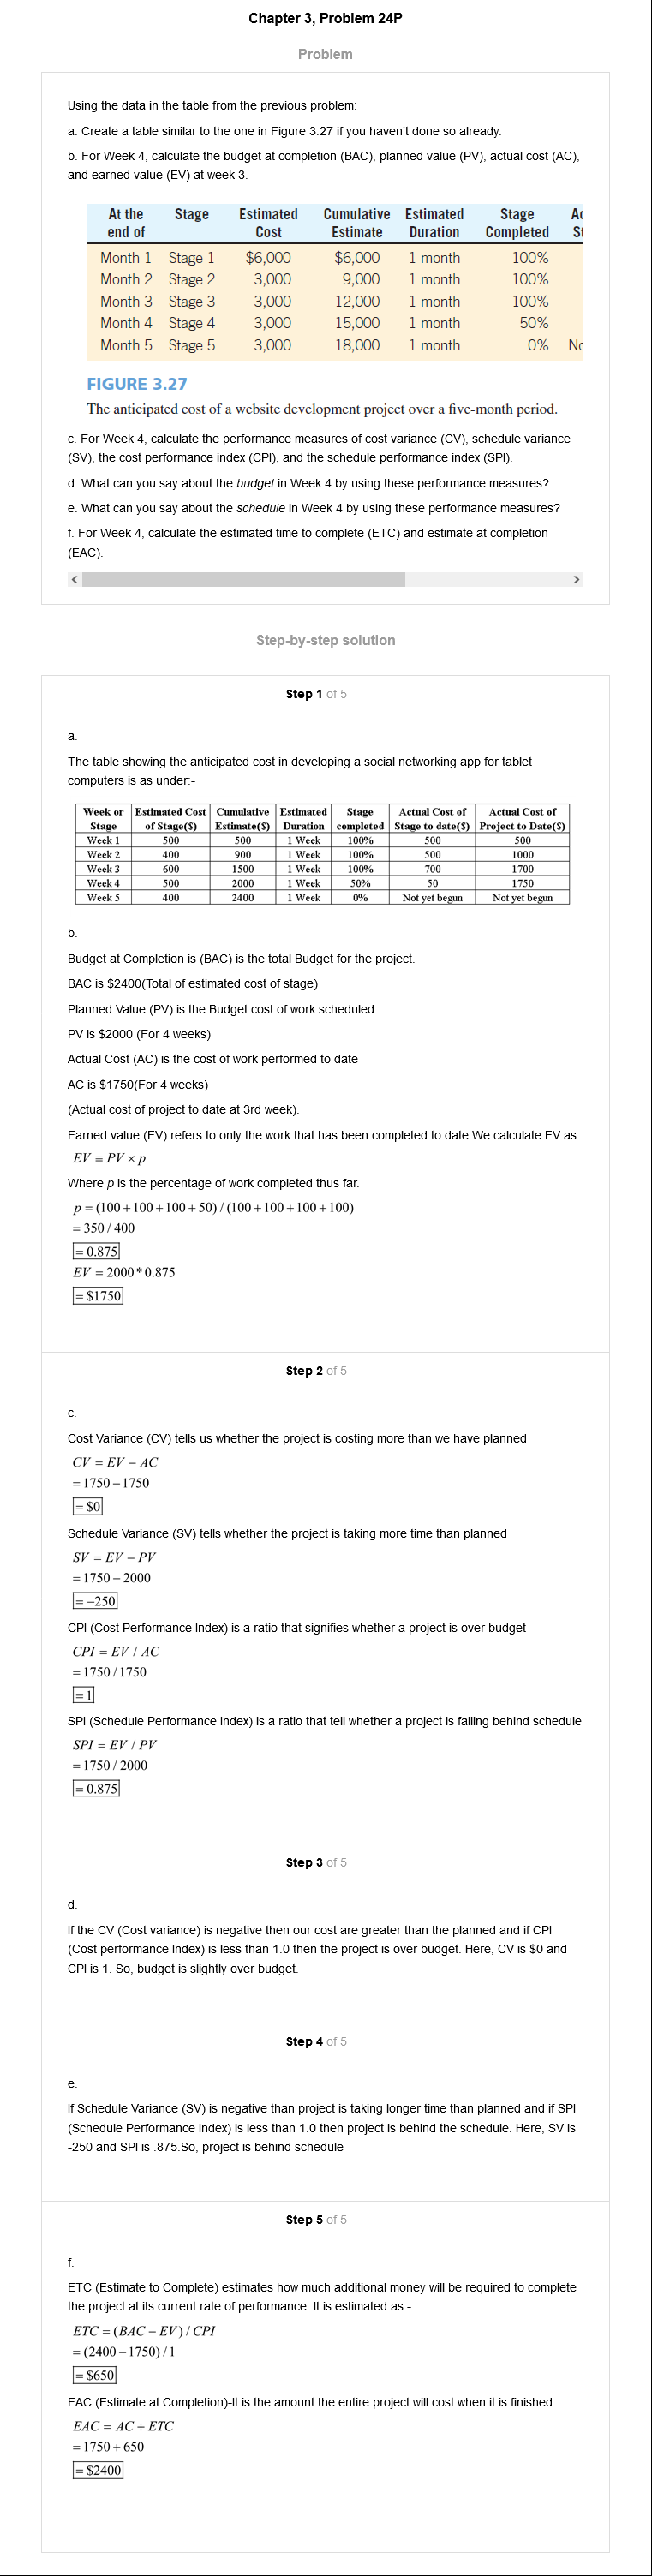 Chapter 3, Problem 24P
Problem
Using the data in the table from the previous problem:
a. Create a table similar to the one in Figure 3.27 if you haven't done so already.
b. For Week 4, calculate the budget at completion (BAC), planned value (PV), actual cost (AC),
and earned value (EV) at week 3.
At the end of Stage Estimated Cost Cumulative Estimate Estimated Duration Stage Completed
Month 1 Stage 1 $6,000 $6,000 1 month 100%
Month 2 Stage 2 3,000 9,000 1 month 100%
Month 3 Stage 3 3,000 12,000 1 month 100%
Month 4 Stage 4 3,000 15,000 1 month 50%
Month 5 Stage 5 3,000 18,000 1 month 0%
FIGURE 3.27
The anticipated cost of a website development project over a five-month period.
c. For Week 4, calculate the performance measures of cost variance (CV), schedule variance
(SV), the cost performance index (CPI), and the schedule performance index (SPI).
d. What can you say about the budget in Week 4 by using these performance measures?
e. What can you say about the schedule in Week 4 by using these performance measures?
f. For Week 4, calculate the estimated time to complete (ETC) and estimate at completion
(EAC).
Step-by-step solution
Step 1 of 5
a.
The table showing the anticipated cost in developing a social networking app for tablet
computers is as under:-
Week or Stage Estimated Cost of Stage($) Cumulative Estimate($) Estimated Duration Stage completed Actual Cost of Stage to date($) Actual Cost of Project to Date($)
Week 1 500 500 1 Week 100% 500 500
Week 2 400 900 1 Week 100% 500 1000
Week 3 600 1500 1 Week 100% 700 1700
Week 4 500 2000 1 Week 50% 50 1750
Week 5 400 2400 1 Week 0% Not yet begun Not yet begun
b.
Budget at Completion is (BAC) is the total Budget for the project.
BAC is $2400(Total of estimated cost of stage)
Planned Value (PV) is the Budget cost of work scheduled.
PV is $2000 (For 4 weeks)
Actual Cost (AC) is the cost of work performed to date
AC is $1750(For 4 weeks)
(Actual cost of project to date at 3rd week).
Earned value (EV) refers to only the work that has been completed to date.We calculate EV as
EV ≡ PV × p
Where p is the percentage of work completed thus far.
p = (100 + 100 + 100 + 50) / (100 + 100 + 100 + 100)
= 350 / 400
= 0.875
EV = 2000 * 0.875
= $1750
Step 2 of 5
c.
Cost Variance (CV) tells us whether the project is costing more than we have planned
CV = EV − AC
= 1750 − 1750
= $0
Schedule Variance (SV) tells whether the project is taking more time than planned
SV = EV − PV
= 1750 − 2000
= −250
CPI (Cost Performance Index) is a ratio that signifies whether a project is over budget
CPI = EV / AC
= 1750 / 1750
= 1
SPI (Schedule Performance Index) is a ratio that tell whether a project is falling behind schedule
SPI = EV / PV
= 1750 / 2000
= 0.875
Step 3 of 5
d.
If the CV (Cost variance) is negative then our cost are greater than the planned and if CPI
(Cost performance Index) is less than 1.0 then the project is over budget. Here, CV is $0 and
CPI is 1. So, budget is slightly over budget.
Step 4 of 5
e.
If Schedule Variance (SV) is negative than project is taking longer time than planned and if SPI
(Schedule Performance Index) is less than 1.0 then project is behind the schedule. Here, SV is
-250 and SPI is .875.So, project is behind schedule
Step 5 of 5
f.
ETC (Estimate to Complete) estimates how much additional money will be required to complete
the project at its current rate of performance. It is estimated as:-
ETC = (BAC − EV) / CPI
= (2400 − 1750) / 1
= $650
EAC (Estimate at Completion)-It is the amount the entire project will cost when it is finished.
EAC = AC + ETC
= 1750 + 650
= $2400